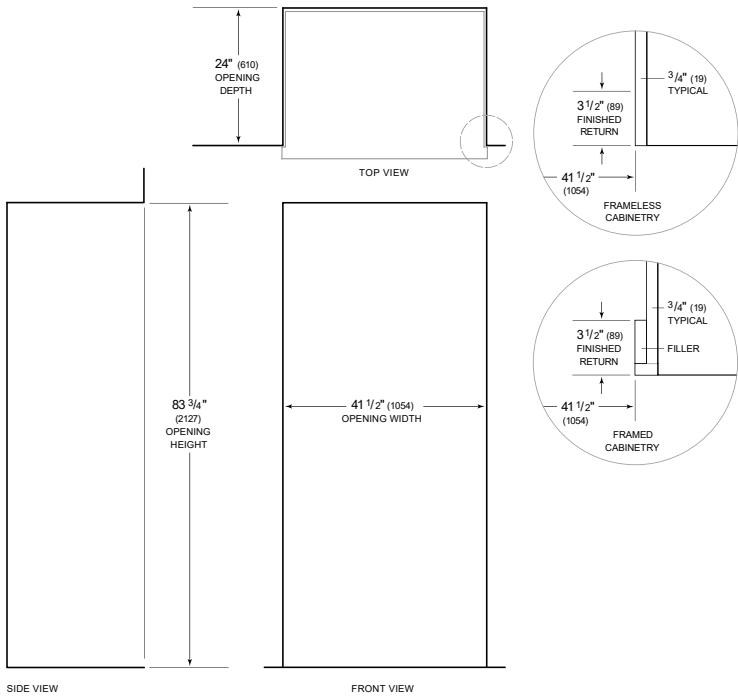 24" (610)
OPENING
DEPTH
TOP VIEW
3/4" (19)
TYPICAL
3 1/2" (89)
FINISHED
RETURN
41 1/2"
(1054)
FRAMELESS
CABINETRY
3/4" (19)
TYPICAL
3 1/2" (89)
FINISHED
RETURN
FILLER
41 1/2"
(1054)
FRAMED
CABINETRY
83 3/4"
(2127)
OPENING
HEIGHT
41 1/2" (1054)
OPENING WIDTH
SIDE VIEW
FRONT VIEW